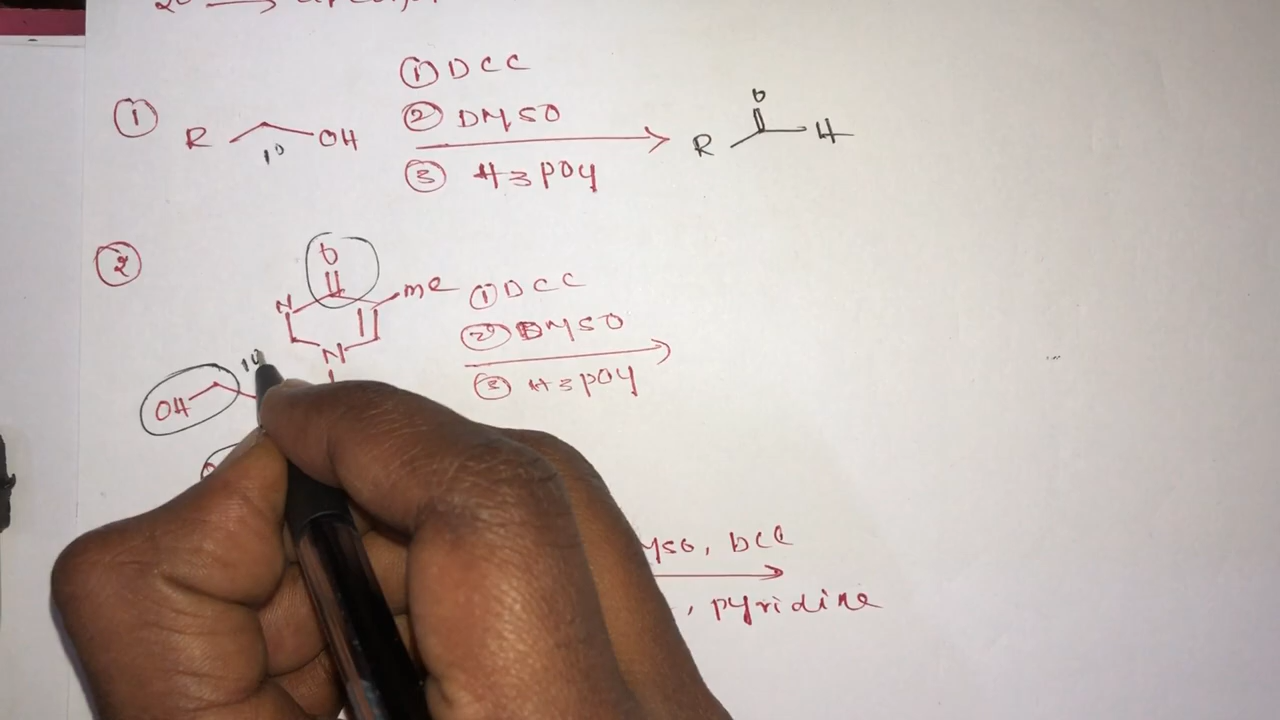 ① DCC
① R OH ② DMSO R O H
1° ③ H3PO4
② O
N me ① DCC
② DMSO
N
1° ③ H3PO4
OH
DCC
, pyridine